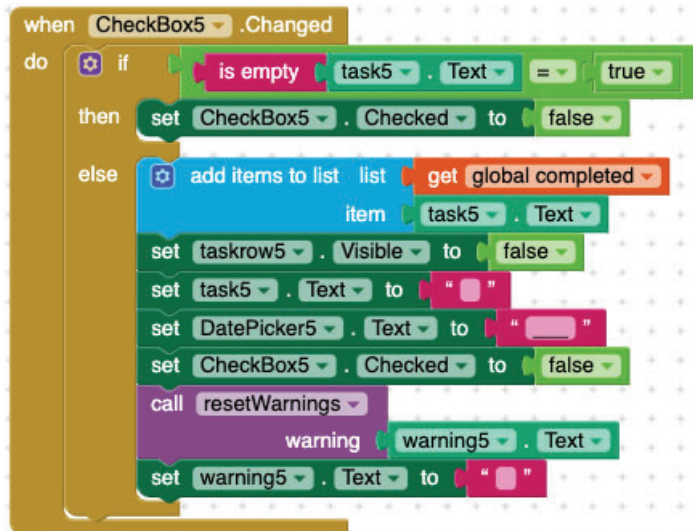 when CheckBox5 .Changed
do if is empty task5 . Text = true
then set CheckBox5 . Checked to false
else add items to list list get global completed
item task5 . Text
set taskrow5 . Visible to false
set task5 . Text to “ ”
set DatePicker5 . Text to “ ____ ”
set CheckBox5 . Checked to false
call resetWarnings
warning warning5 . Text
set warning5 . Text to “ ”